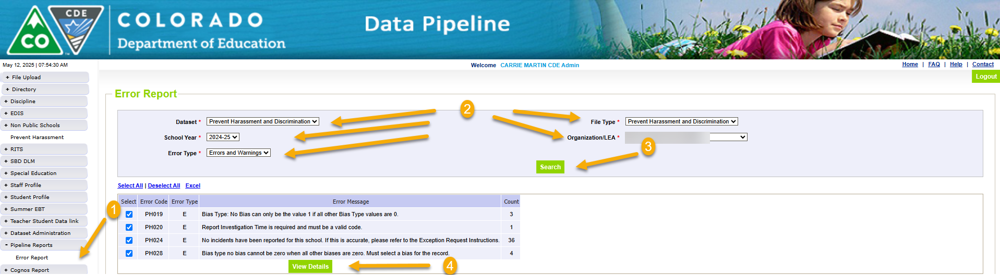 CDE
CO
COLORADO
Department of Education
Data Pipeline
May 12, 2025 | 07:54:30 AM
Welcome CARRIE MARTIN CDE Admin
Home | FAQ | Help | Contact
Logout
+ File Upload
+ Directory
+ Discipline
+ EDIS
+ Non Public Schools
Prevent Harassment
+ RITS
+ SBD DLM
+ Special Education
+ Staff Profile
+ Student Profile
+ Summer EBT
+ Teacher Student Data link
+ Dataset Administration
- Pipeline Reports
Error Report
+ Cognos Report
1
Error Report
2
Dataset * Prevent Harassment and Discrimination
File Type * Prevent Harassment and Discrimination
School Year * 2024-25
Organization/LEA *
Error Type * Errors and Warnings
3
Search
Select All | Deselect All Excel
Select Error Code Error Type Error Message Count
PH019 E Bias Type: No Bias can only be the value 1 if all other Bias Type values are 0. 3
PH020 E Report Investigation Time is required and must be a valid code. 1
PH024 E No incidents have been reported for this school. If this is accurate, please refer to the Exception Request Instructions. 36
PH028 E Bias type no bias cannot be zero when all other biases are zero. Must select a bias for the record. 4
View Details
4